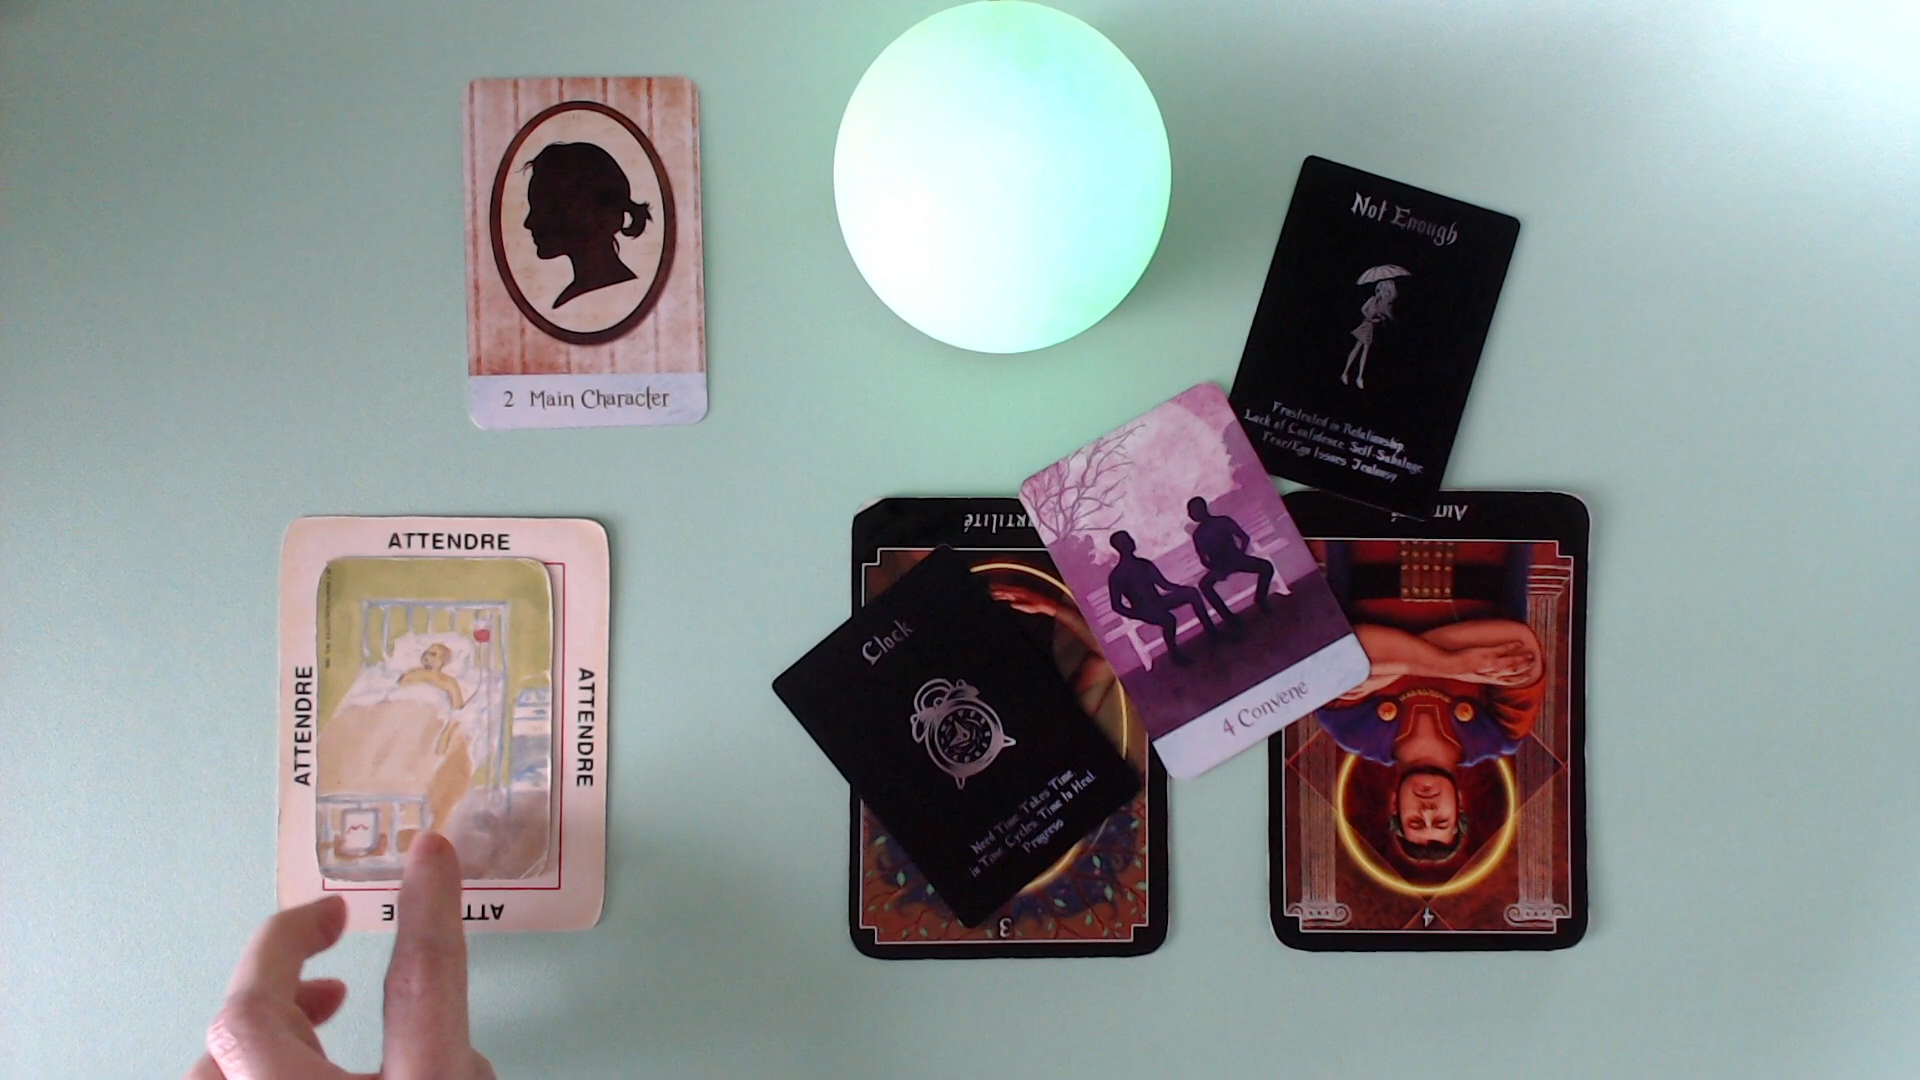 2 Main Character
Not Enough
Frustrated in Relationship
Lack of Confidence Self-Sabotage
Fear/Ego Issues Jealousy
4 Convene
Clock
Need Time Takes Time
in Time Cycles Time to Heal
Progress
3
4
ATTENDRE
ATTENDRE
ATTENDRE